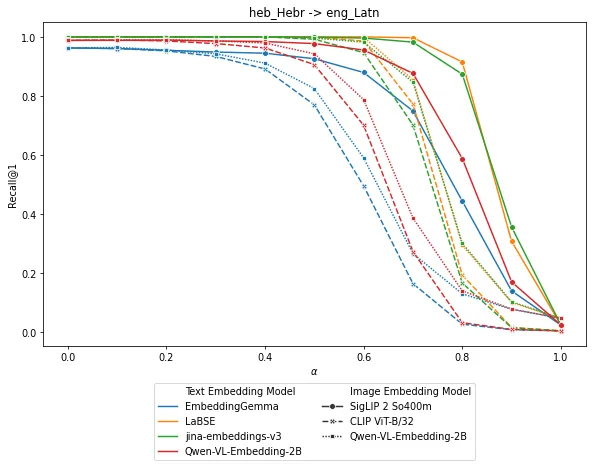 heb_Hebr -> eng_Latn
1.0
0.8
0.6
0.4
0.2
0.0
Recall@1
0.0 0.2 0.4 0.6 0.8 1.0
α
Text Embedding Model Image Embedding Model
EmbeddingGemma SigLIP 2 So400m
LaBSE CLIP ViT-B/32
jina-embeddings-v3 Qwen-VL-Embedding-2B
Qwen-VL-Embedding-2B